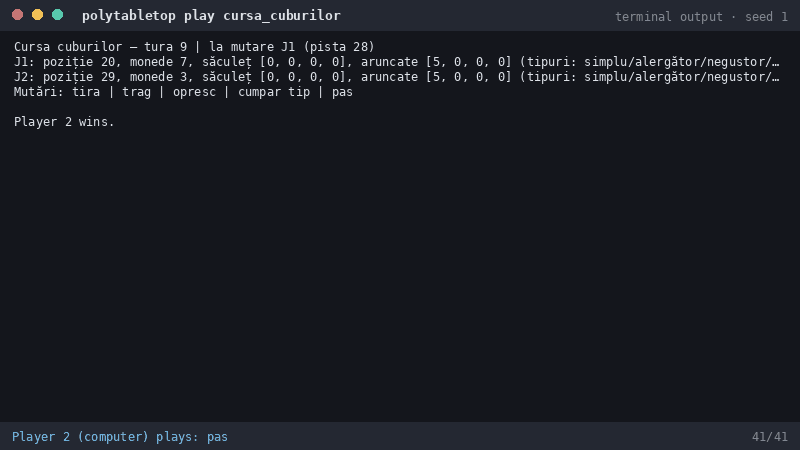 polytabletop play cursa_cuburilor
terminal output · seed 1
Cursa cuburilor — tura 9 | la mutare J1 (pista 28)
J1: poziție 20, monede 7, săculeț [0, 0, 0, 0], aruncate [5, 0, 0, 0] (tipuri: simplu/alergător/negustor/…
J2: poziție 29, monede 3, săculeț [0, 0, 0, 0], aruncate [5, 0, 0, 0] (tipuri: simplu/alergător/negustor/…
Mutări: tira | trag | opresc | cumpar tip | pas
Player 2 wins.
Player 2 (computer) plays: pas
41/41